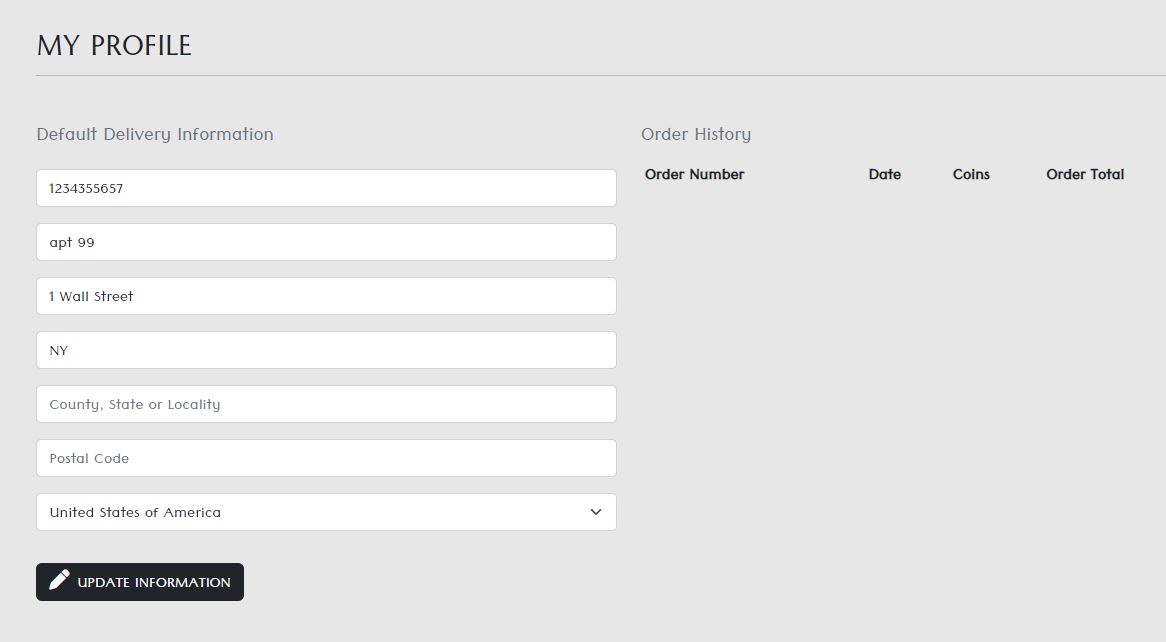 MY PROFILE
Default Delivery Information
1234355657
apt 99
1 Wall Street
NY
County, State or Locality
Postal Code
United States of America
UPDATE INFORMATION
Order History
Order Number Date Coins Order Total